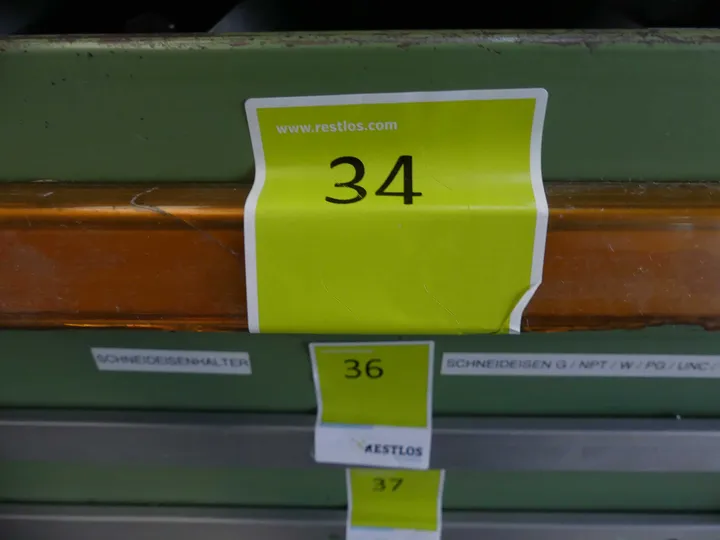 www.restlos.com
34
SCHNEIDEISENHALTER
36
SCHNEIDEISEN G / NPT / W / PG / UNC /
RESTLOS
37